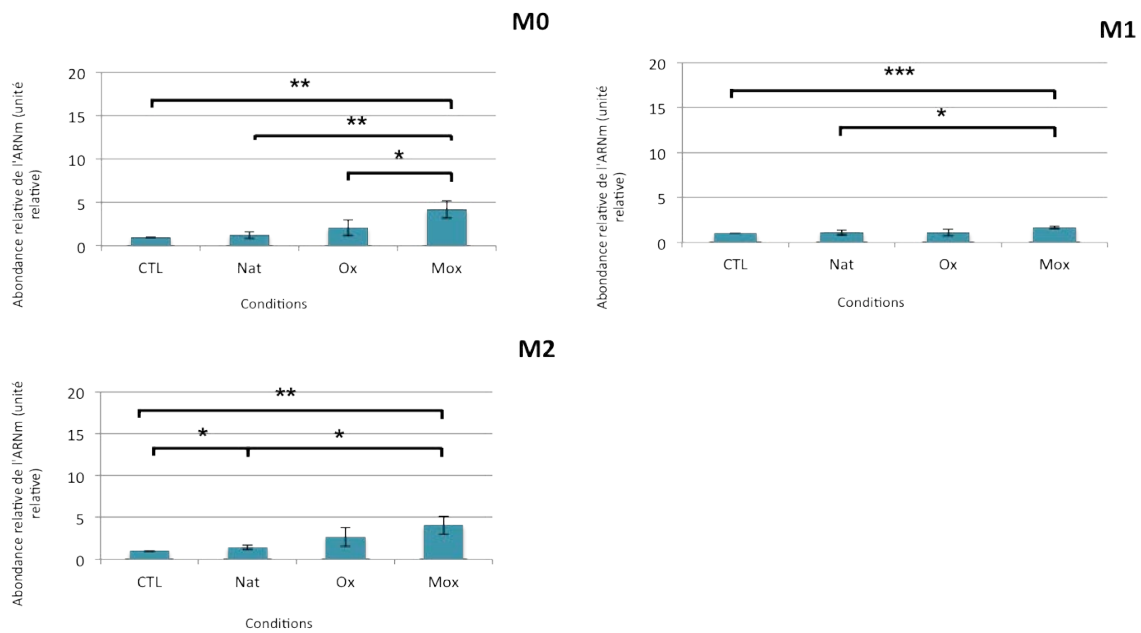 M0
Abondance relative de l'ARNm (unité
relative)
20
15
10
5
0
**
**
*
CTL Nat Ox Mox
Conditions
M1
Abondance relative de l'ARNm (unité
relative)
20
15
10
5
0
***
*
CTL Nat Ox Mox
Conditions
M2
Abondance relative de l'ARNm (unité
relative)
20
15
10
5
0
**
* *
CTL Nat Ox Mox
Conditions